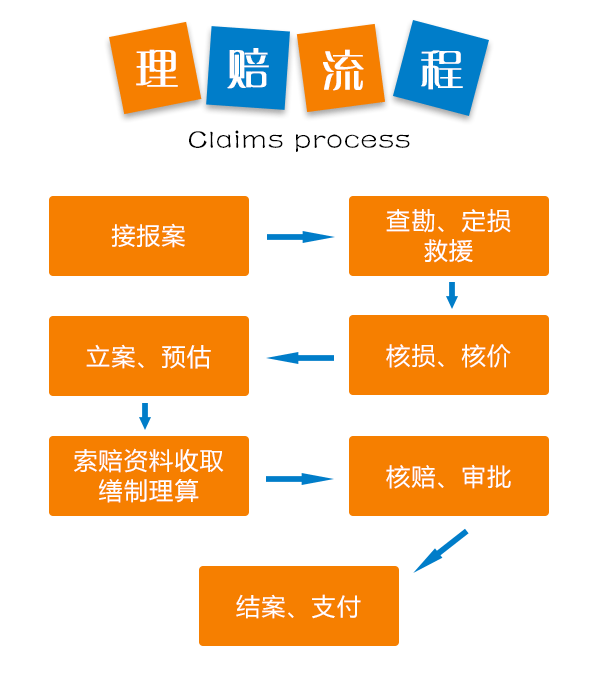 理赔流程
Claims process
接报案
查勘、定损
救援
核损、核价
立案、预估
索赔资料收取
缮制理算
核赔、审批
结案、支付